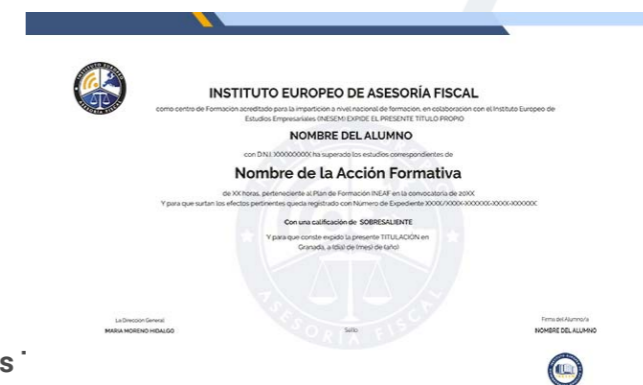 INSTITUTO EUROPEO DE ASESORÍA FISCAL
como centro de Formación acreditado para la impartición a nivel nacional de formación, en colaboración con el Instituto Europeo de
Estudios Empresariales (INESEM) EXPIDE EL PRESENTE TÍTULO PROPIO
NOMBRE DEL ALUMNO
con D.N.I. XXXXXXXXX ha superado los estudios correspondientes de
Nombre de la Acción Formativa
de XX horas, perteneciente al Plan de Formación INEAF en la convocatoria de 20XX
Y para que surtan los efectos pertinentes queda registrado con Número de Expediente XXXX/XXXX-XXXXXX-XXXX-XXXXXX.
Con una calificación de SOBRESALIENTE
Y para que conste expido la presente TITULACIÓN en
Granada, a (día) de (mes) de (año)
ASESORÍA FISCAL
La Dirección General
MARIA MORENO HIDALGO
Sello
Firma del Alumno/a
NOMBRE DEL ALUMNO
s